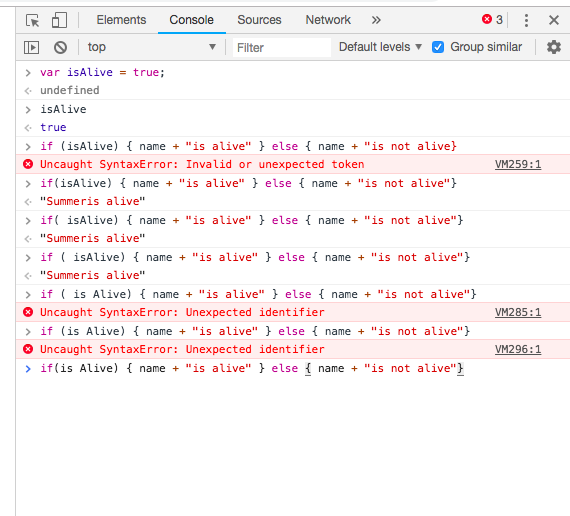 Elements Console Sources Network » 3
top Filter Default levels Group similar
> var isAlive = true;
undefined
> isAlive
true
> if (isAlive) { name + "is alive" } else { name + "is not alive}
Uncaught SyntaxError: Invalid or unexpected token VM259:1
> if(isAlive) { name + "is alive" } else { name + "is not alive"}
"Summeris alive"
> if( isAlive) { name + "is alive" } else { name + "is not alive"}
"Summeris alive"
> if ( isAlive) { name + "is alive" } else { name + "is not alive"}
"Summeris alive"
> if ( is Alive) { name + "is alive" } else { name + "is not alive"}
Uncaught SyntaxError: Unexpected identifier VM285:1
> if (is Alive) { name + "is alive" } else { name + "is not alive"}
Uncaught SyntaxError: Unexpected identifier VM296:1
> if(is Alive) { name + "is alive" } else { name + "is not alive"}